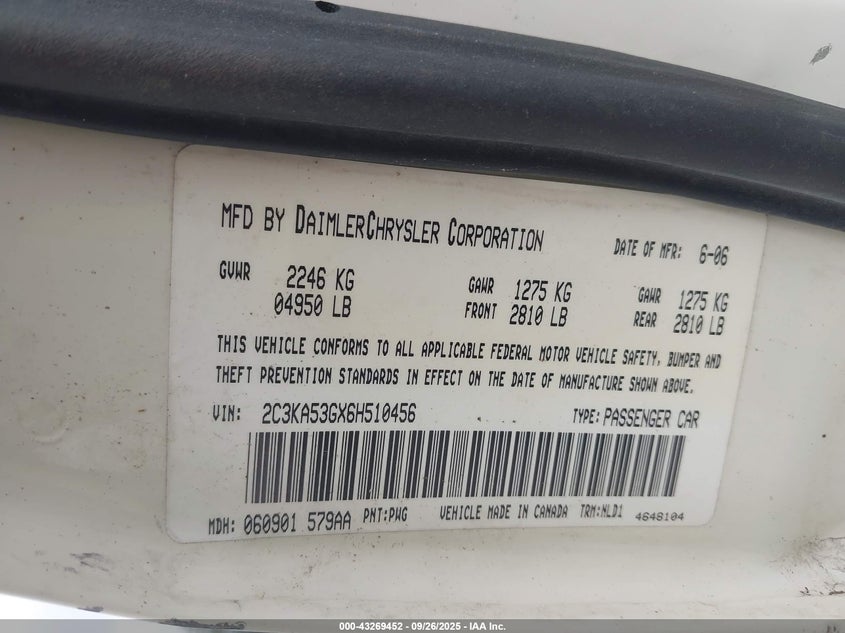 MFD BY DAIMLERCHRYSLER CORPORATION DATE OF MFR: 6-06
GVWR 2246 KG GAWR 1275 KG GAWR 1275 KG
04950 LB FRONT 2810 LB REAR 2810 LB
THIS VEHICLE CONFORMS TO ALL APPLICABLE FEDERAL MOTOR VEHICLE SAFETY, BUMPER AND
THEFT PREVENTION STANDARDS IN EFFECT ON THE DATE OF MANUFACTURE SHOWN ABOVE.
VIN: 2C3KA53GX6H510456 TYPE: PASSENGER CAR
MDH: 060901 579AA PNT:PWG VEHICLE MADE IN CANADA TRM:NLD1 4648104
000-43269452 - 09/26/2025 - IAA Inc.